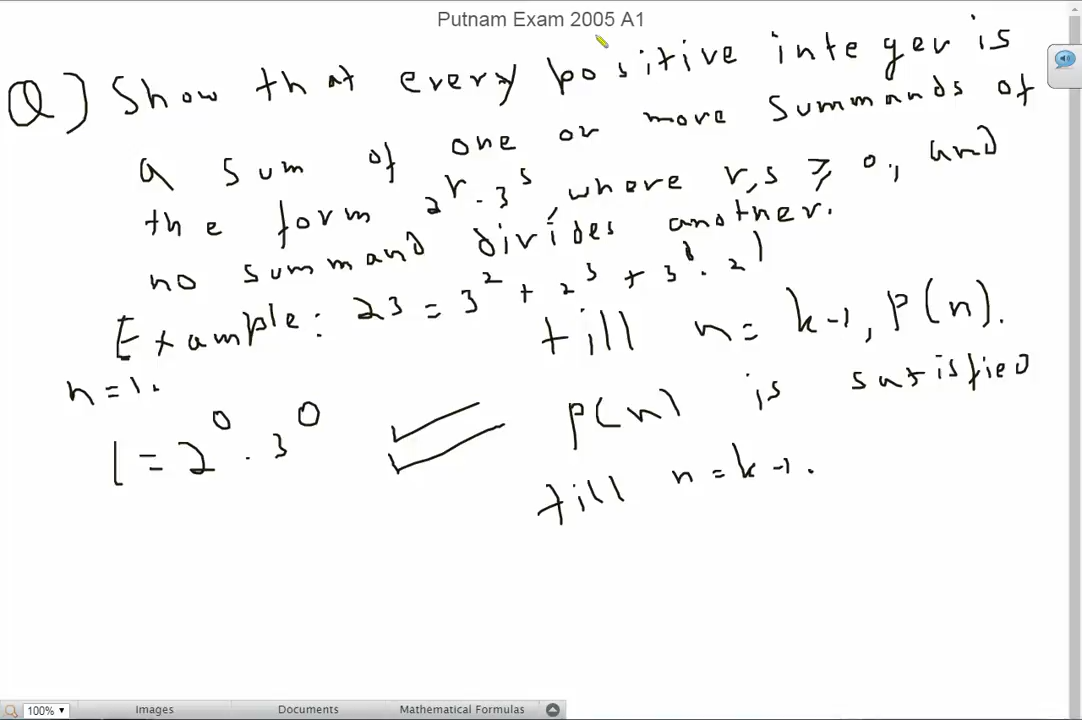 Putnam Exam 2005 A1
Q) Show that every positive integer is
a sum of one or more summands of
the form 2^r · 3^s, where r,s ≥ 0, and
no summand divides another.
Example: 23 = 3^2 + 2^3 + 3^1 · 2^1
till n = k-1, P(n).
n = 1.
P(n) is satisfied
1 = 2^0 · 3^0
till n = k-1.
100% Images Documents Mathematical Formulas